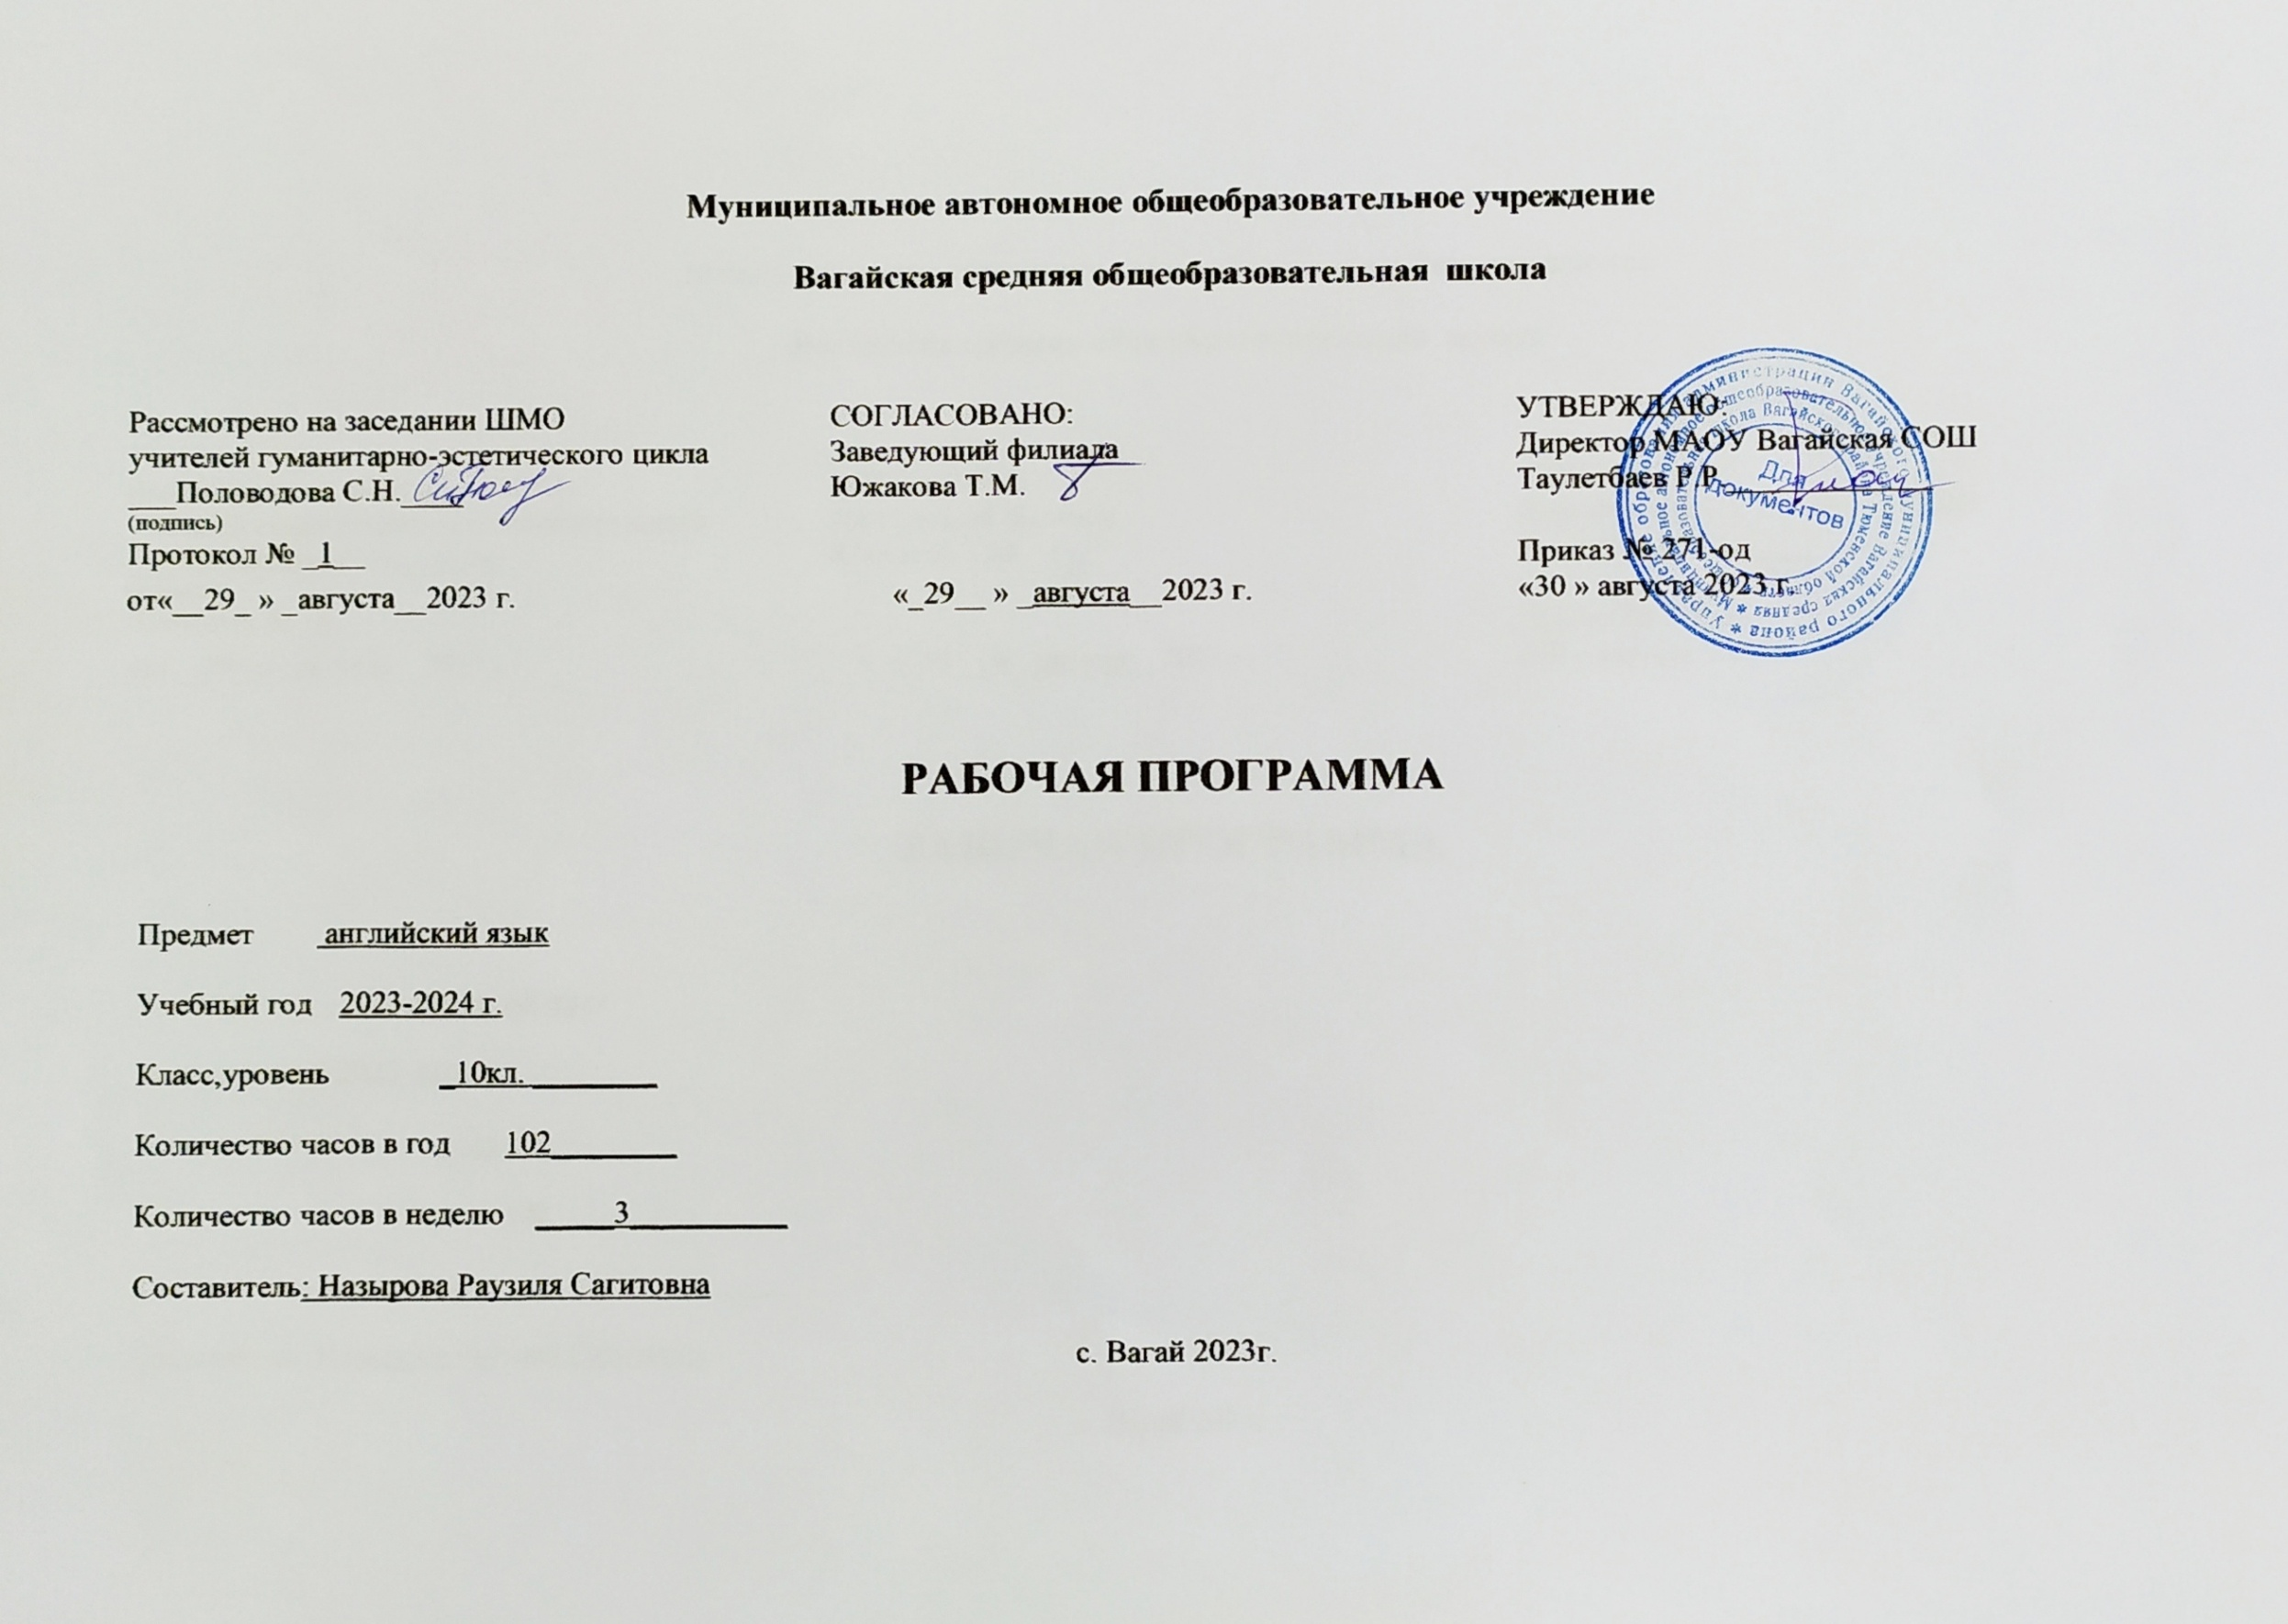 Муниципальное автономное общеобразовательное учреждение
Вагайская средняя общеобразовательная школа
Рассмотрено на заседании ШМО
учителей гуманитарно-эстетического цикла
___Половодова С.Н.____
(подпись)
Протокол № _1__
от«__29_ » _августа__2023 г.
СОГЛАСОВАНО:
Заведующий филиала
Южакова Т.М.
«_29__ » _августа__2023 г.
УТВЕРЖДАЮ:
Директор МАОУ Вагайская СОШ
Таулетбаев Р.Р.
Приказ № 271-од
«30 » августа 2023 г.
Для
документов
РАБОЧАЯ ПРОГРАММА
Предмет английский язык
Учебный год 2023-2024 г.
Класс,уровень _10кл.________
Количество часов в год 102________
Количество часов в неделю _____3__________
Составитель: Назырова Раузиля Сагитовна
с. Вагай 2023г.